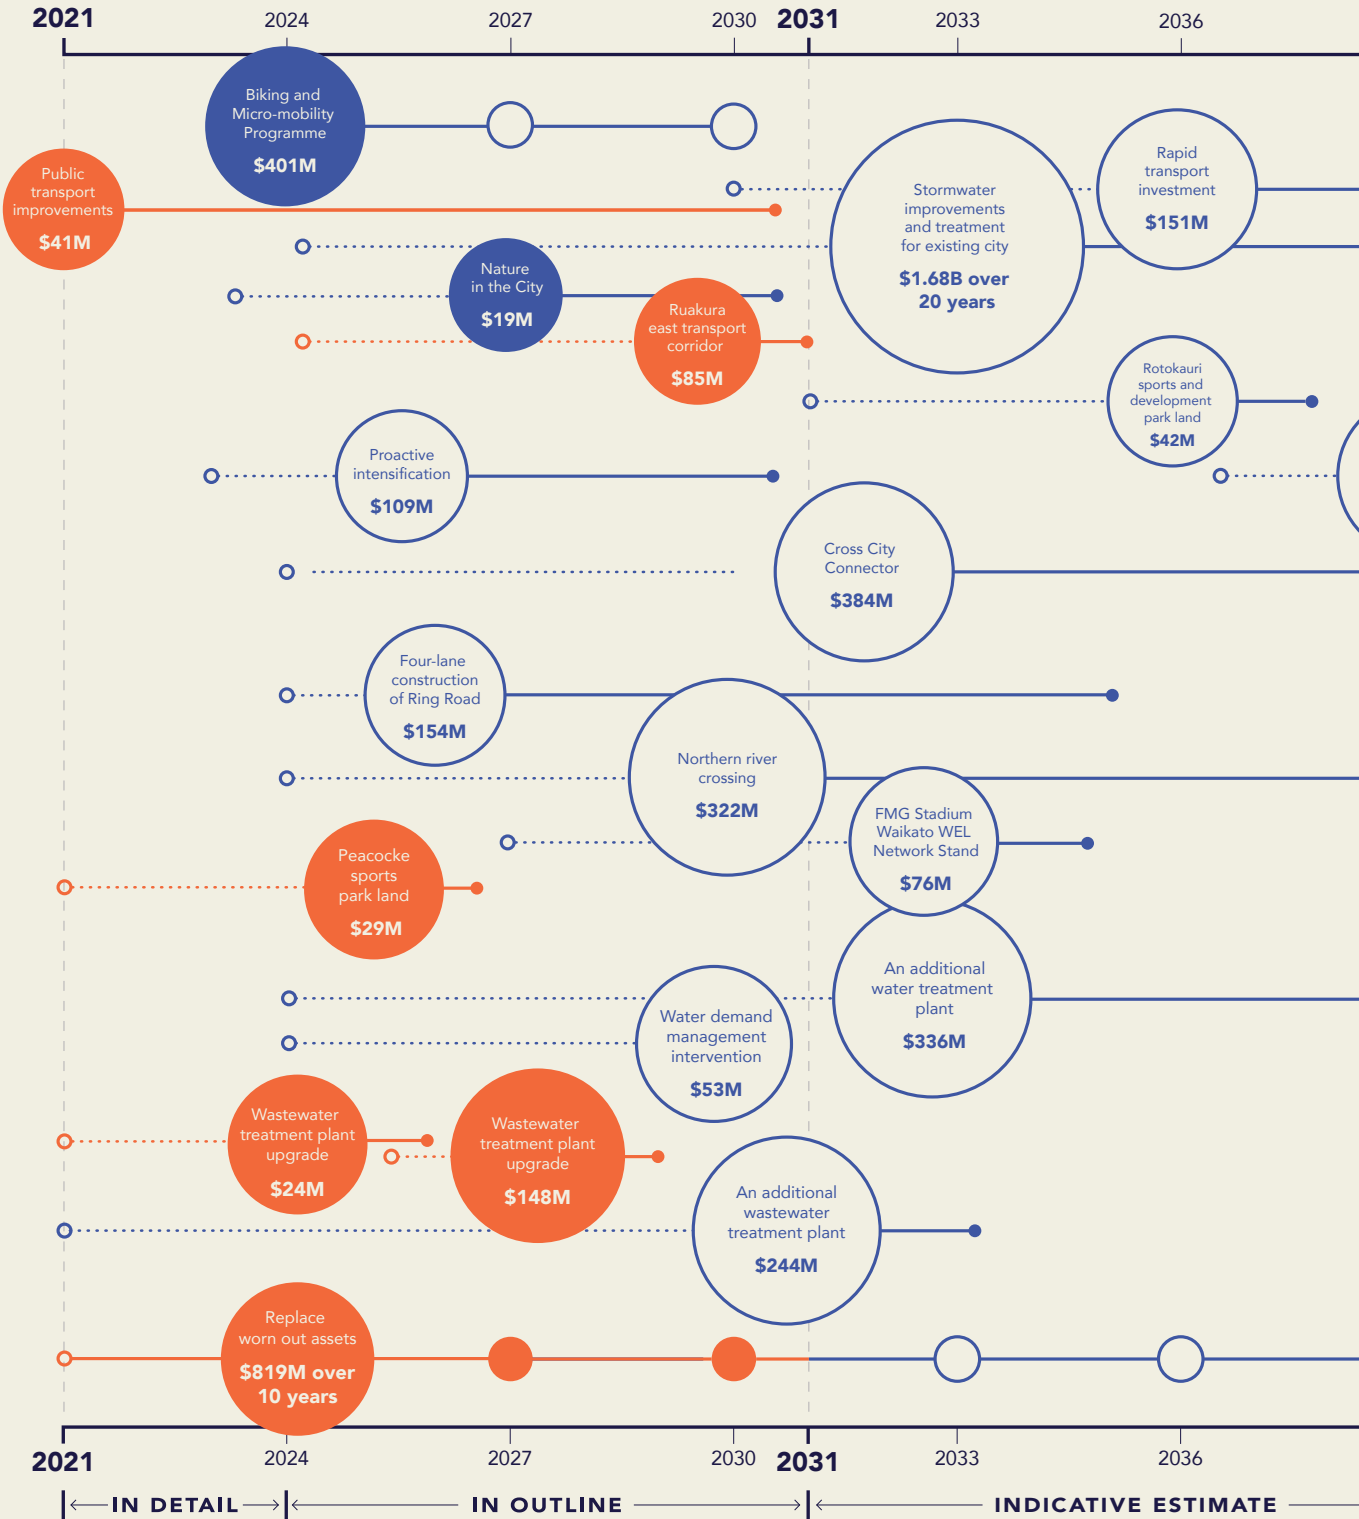 2021
2024
2027
2030
2031
2033
2036
Biking and
Micro-mobility
Programme
$401M
Public
transport
improvements
$41M
Stormwater
improvements
and treatment
for existing city
$1.68B over
20 years
Rapid
transport
investment
$151M
Nature
in the City
$19M
Ruakura
east transport
corridor
$85M
Rotokauri
sports and
development
park land
$42M
Proactive
intensification
$109M
Cross City
Connector
$384M
Four-lane
construction
of Ring Road
$154M
Northern river
crossing
$322M
FMG Stadium
Waikato WEL
Network Stand
$76M
Peacocke
sports
park land
$29M
An additional
water treatment
plant
$336M
Water demand
management
intervention
$53M
Wastewater
treatment plant
upgrade
$24M
Wastewater
treatment plant
upgrade
$148M
An additional
wastewater
treatment plant
$244M
Replace
worn out assets
$819M over
10 years
2021
2024
2027
2030
2031
2033
2036
IN DETAIL
IN OUTLINE
INDICATIVE ESTIMATE